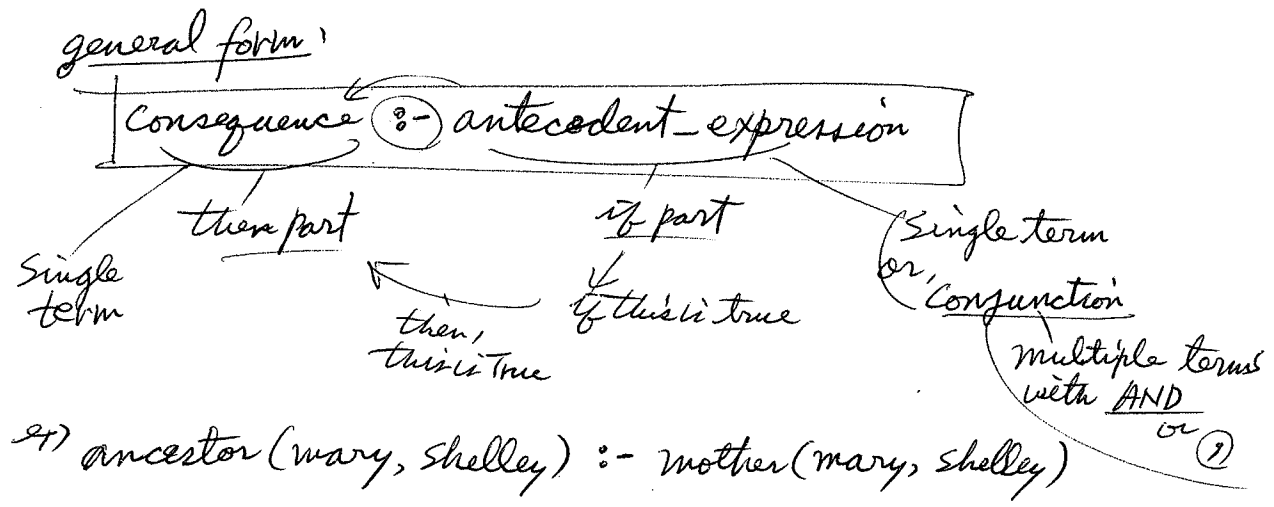 general form:
consequence :- antecedent_expression
then part
if part
Single term
or,
Conjunction
Single
term
if this is true
then,
this is True
multiple terms
with AND
or ,
ex) ancestor (mary, shelley) :- mother (mary, shelley)